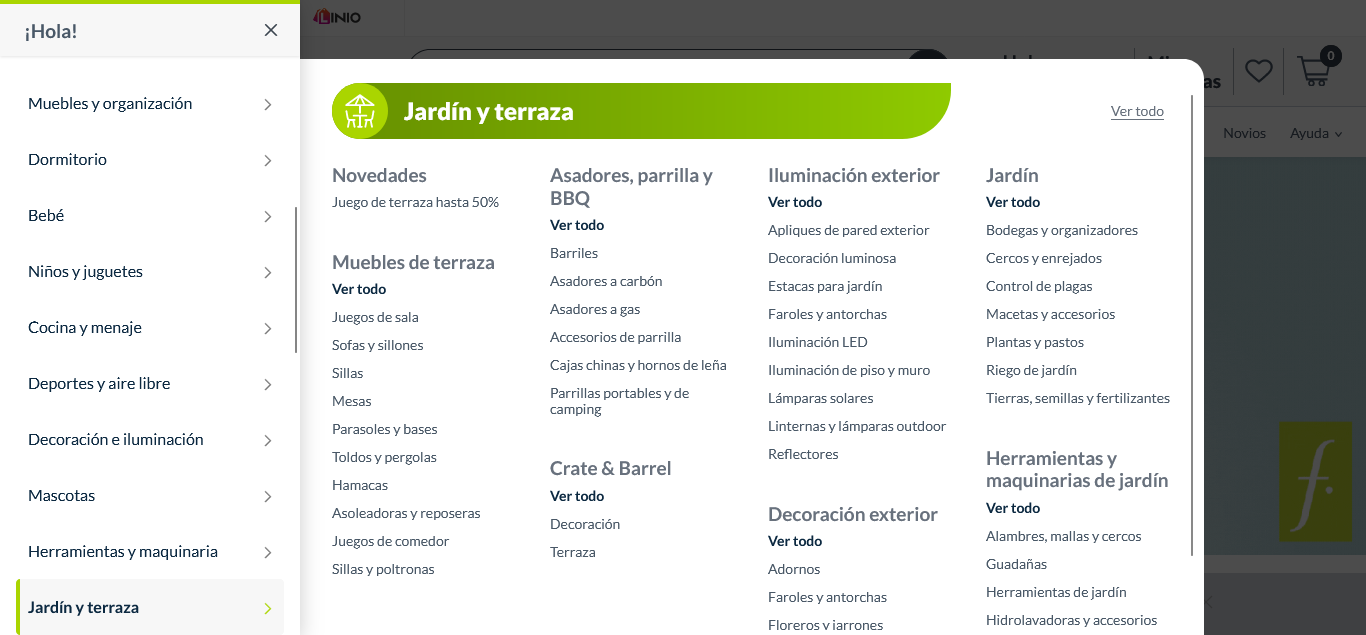 ¡Hola!
Muebles y organización
Dormitorio
Bebé
Niños y juguetes
Cocina y menaje
Deportes y aire libre
Decoración e iluminación
Mascotas
Herramientas y maquinaria
Jardín y terraza
LINIO
0
Novios
Ayuda
Jardín y terraza
Ver todo
Novedades
Juego de terraza hasta 50%
Muebles de terraza
Ver todo
Juegos de sala
Sofas y sillones
Sillas
Mesas
Parasoles y bases
Toldos y pergolas
Hamacas
Asoleadoras y reposeras
Juegos de comedor
Sillas y poltronas
Asadores, parrilla y
BBQ
Ver todo
Barriles
Asadores a carbón
Asadores a gas
Accesorios de parrilla
Cajas chinas y hornos de leña
Parrillas portables y de
camping
Crate & Barrel
Ver todo
Decoración
Terraza
Iluminación exterior
Ver todo
Apliques de pared exterior
Decoración luminosa
Estacas para jardín
Faroles y antorchas
Iluminación LED
Iluminación de piso y muro
Lámparas solares
Linternas y lámparas outdoor
Reflectores
Decoración exterior
Ver todo
Adornos
Faroles y antorchas
Floreros y jarrones
Jardín
Ver todo
Bodegas y organizadores
Cercos y enrejados
Control de plagas
Macetas y accesorios
Plantas y pastos
Riego de jardín
Tierras, semillas y fertilizantes
Herramientas y
maquinarias de jardín
Ver todo
Alambres, mallas y cercos
Guadañas
Herramientas de jardín
Hidrolavadoras y accesorios
f.